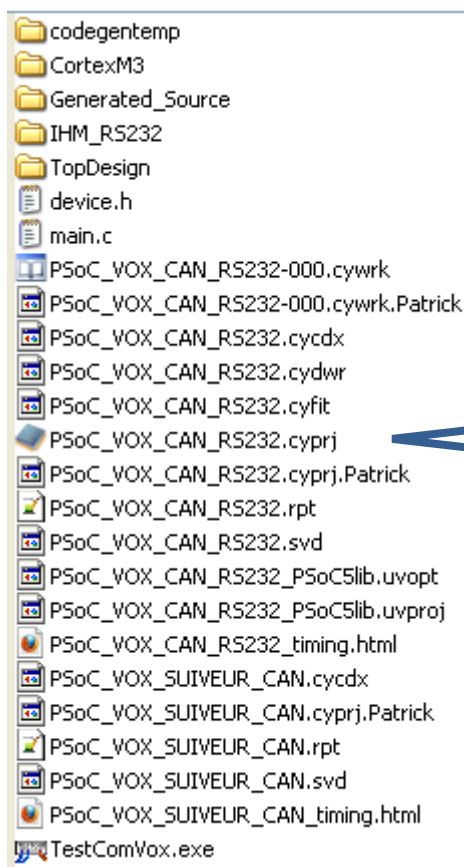 codegentemp
CortexM3
Generated_Source
IHM_RS232
TopDesign
device.h
main.c
PSoC_VOX_CAN_RS232-000.cywrk
PSoC_VOX_CAN_RS232-000.cywrk.Patrick
PSoC_VOX_CAN_RS232.cycdx
PSoC_VOX_CAN_RS232.cydwr
PSoC_VOX_CAN_RS232.cyfit
PSoC_VOX_CAN_RS232.cyprj
PSoC_VOX_CAN_RS232.cyprj.Patrick
PSoC_VOX_CAN_RS232.rpt
PSoC_VOX_CAN_RS232.svd
PSoC_VOX_CAN_RS232_PSoC5lib.uvopt
PSoC_VOX_CAN_RS232_PSoC5lib.uvproj
PSoC_VOX_CAN_RS232_timing.html
PSoC_VOX_SUIVEUR_CAN.cycdx
PSoC_VOX_SUIVEUR_CAN.cyprj.Patrick
PSoC_VOX_SUIVEUR_CAN.rpt
PSoC_VOX_SUIVEUR_CAN.svd
PSoC_VOX_SUIVEUR_CAN_timing.html
TestComVox.exe